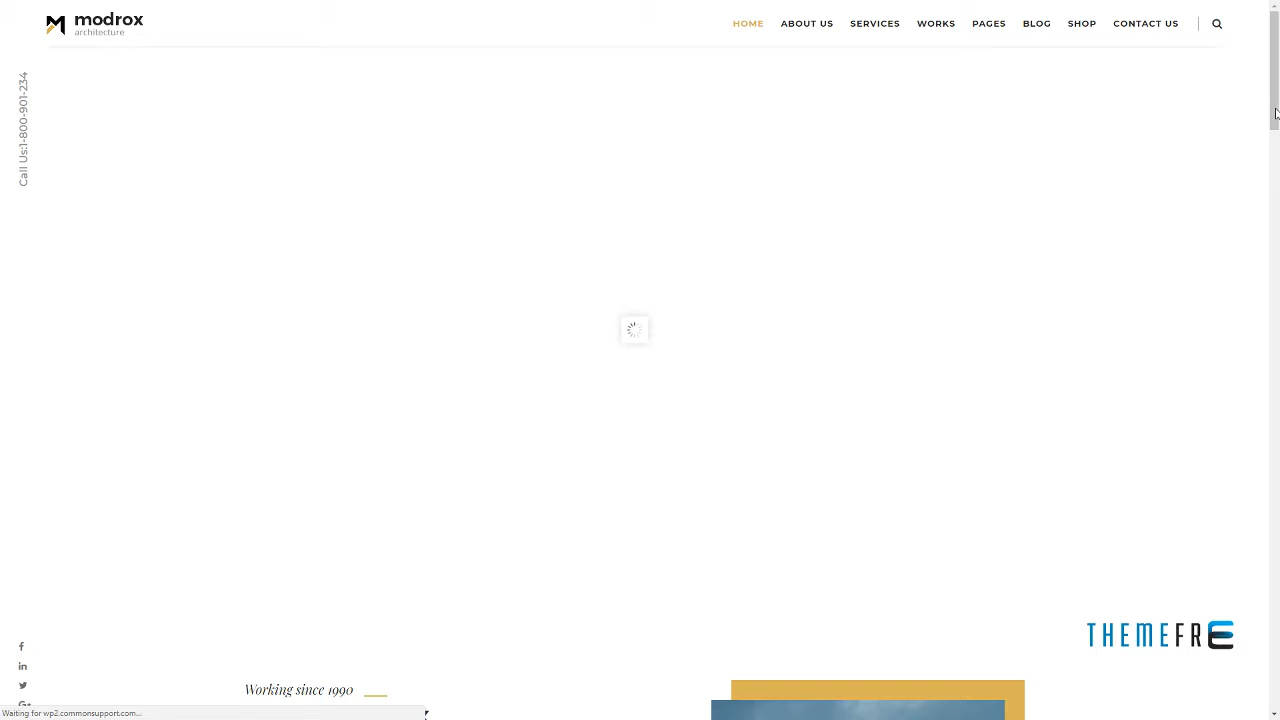 modrox
architecture
HOME ABOUT US SERVICES WORKS PAGES BLOG SHOP CONTACT US
Call Us:1-800-901-234
THEMEFRE
Working since 1990
Waiting for wp2.commonsupport.com...